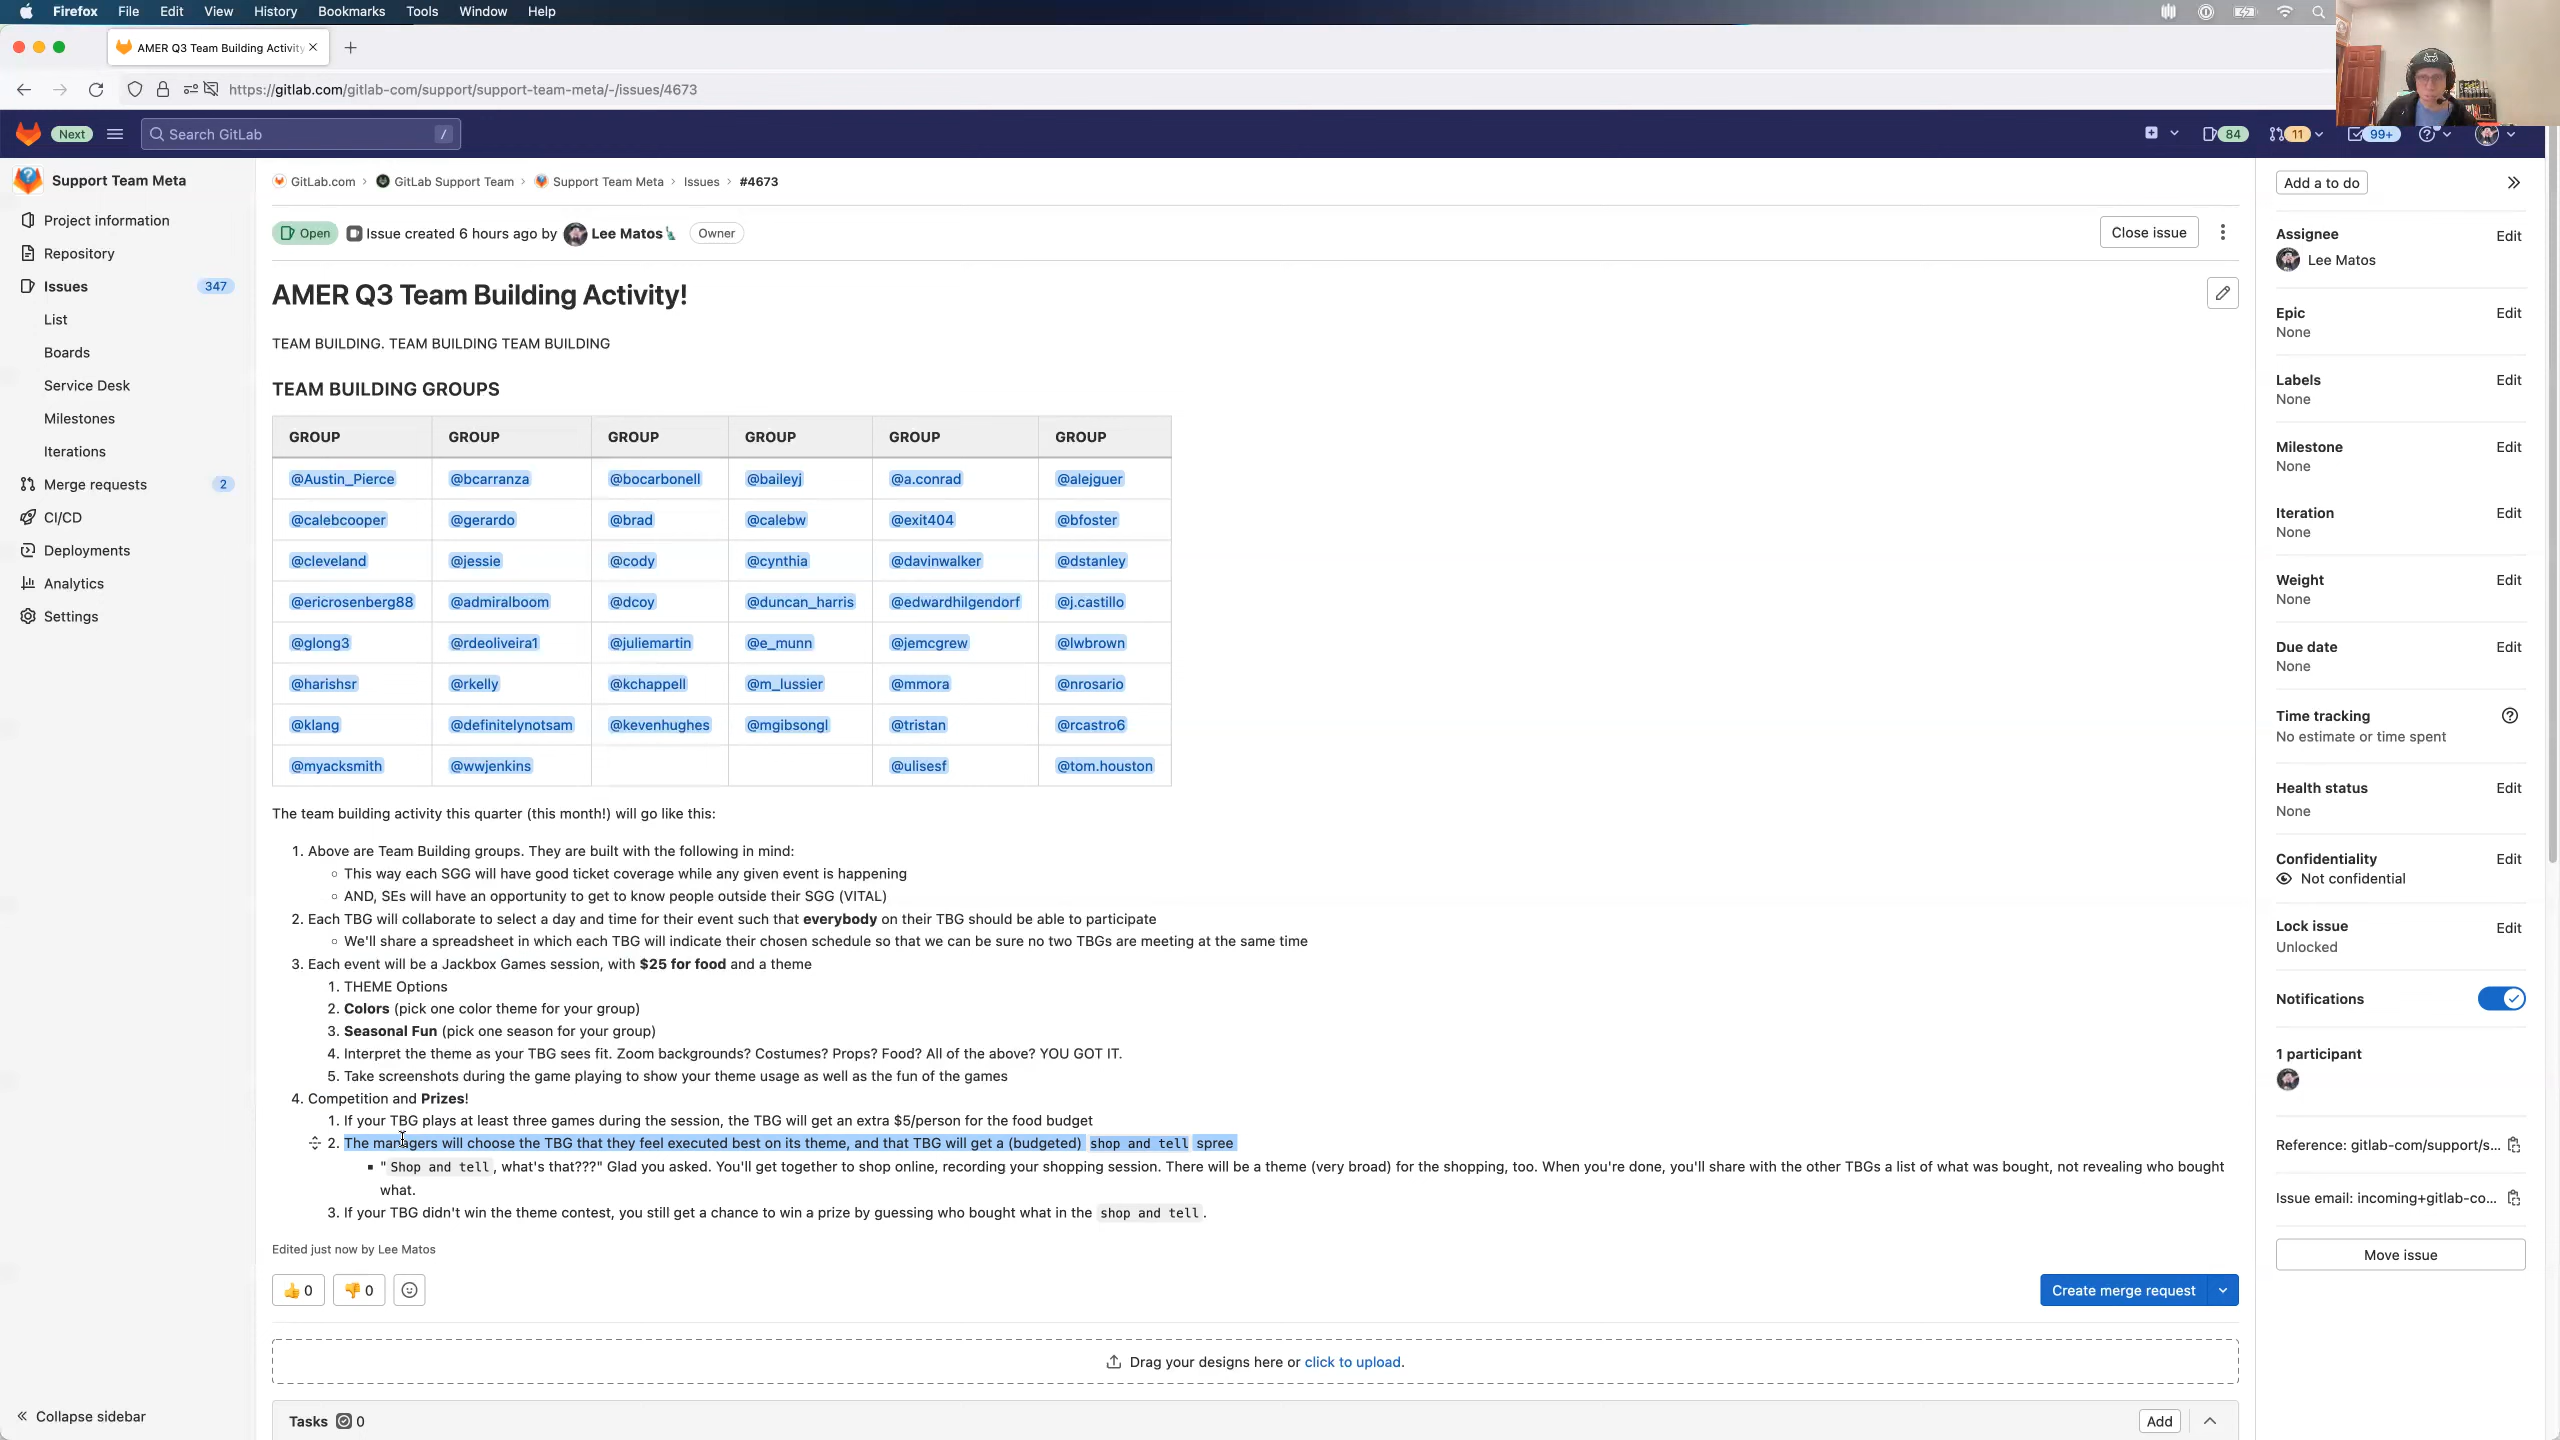 Firefox File Edit View History Bookmarks Tools Window Help
AMER Q3 Team Building Activity
https://gitlab.com/gitlab-com/support/support-team-meta/-/issues/4673
Next Search GitLab / 84 11 99+
Support Team Meta
Project information
Repository
Issues 347
List
Boards
Service Desk
Milestones
Iterations
Merge requests 2
CI/CD
Deployments
Analytics
Settings
Collapse sidebar
GitLab.com › GitLab Support Team › Support Team Meta › Issues › #4673
Open Issue created 6 hours ago by Lee Matos Owner Close issue
AMER Q3 Team Building Activity!
TEAM BUILDING. TEAM BUILDING TEAM BUILDING
TEAM BUILDING GROUPS
GROUP GROUP GROUP GROUP GROUP GROUP
@Austin_Pierce @bcarranza @bocarbonell @baileyj @a.conrad @alejguer
@calebcooper @gerardo @brad @calebw @exit404 @bfoster
@cleveland @jessie @cody @cynthia @davinwalker @dstanley
@ericrosenberg88 @admiralboom @dcoy @duncan_harris @edwardhilgendorf @j.castillo
@glong3 @rdeoliveira1 @juliemartin @e_munn @jemcgrew @lwbrown
@harishsr @rkelly @kchappell @m_lussier @mmora @nrosario
@klang @definitelynotsam @kevenhughes @mgibsongl @tristan @rcastro6
@myacksmith @wwjenkins @ulisesf @tom.houston
The team building activity this quarter (this month!) will go like this:
1. Above are Team Building groups. They are built with the following in mind:
◦ This way each SGG will have good ticket coverage while any given event is happening
◦ AND, SEs will have an opportunity to get to know people outside their SGG (VITAL)
2. Each TBG will collaborate to select a day and time for their event such that everybody on their TBG should be able to participate
◦ We'll share a spreadsheet in which each TBG will indicate their chosen schedule so that we can be sure no two TBGs are meeting at the same time
3. Each event will be a Jackbox Games session, with $25 for food and a theme
1. THEME Options
2. Colors (pick one color theme for your group)
3. Seasonal Fun (pick one season for your group)
4. Interpret the theme as your TBG sees fit. Zoom backgrounds? Costumes? Props? Food? All of the above? YOU GOT IT.
5. Take screenshots during the game playing to show your theme usage as well as the fun of the games
4. Competition and Prizes!
1. If your TBG plays at least three games during the session, the TBG will get an extra $5/person for the food budget
2. The managers will choose the TBG that they feel executed best on its theme, and that TBG will get a (budgeted) shop and tell spree
▪ "Shop and tell, what's that???" Glad you asked. You'll get together to shop online, recording your shopping session. There will be a theme (very broad) for the shopping, too. When you're done, you'll share with the other TBGs a list of what was bought, not revealing who bought
what.
3. If your TBG didn't win the theme contest, you still get a chance to win a prize by guessing who bought what in the shop and tell.
Edited just now by Lee Matos
0 0
Create merge request
Drag your designs here or click to upload.
Tasks 0 Add
Add a to do
Assignee Edit
Lee Matos
Epic Edit
None
Labels Edit
None
Milestone Edit
None
Iteration Edit
None
Weight Edit
None
Due date Edit
None
Time tracking
No estimate or time spent
Health status Edit
None
Confidentiality Edit
Not confidential
Lock issue Edit
Unlocked
Notifications
1 participant
Reference: gitlab-com/support/s...
Issue email: incoming+gitlab-co...
Move issue